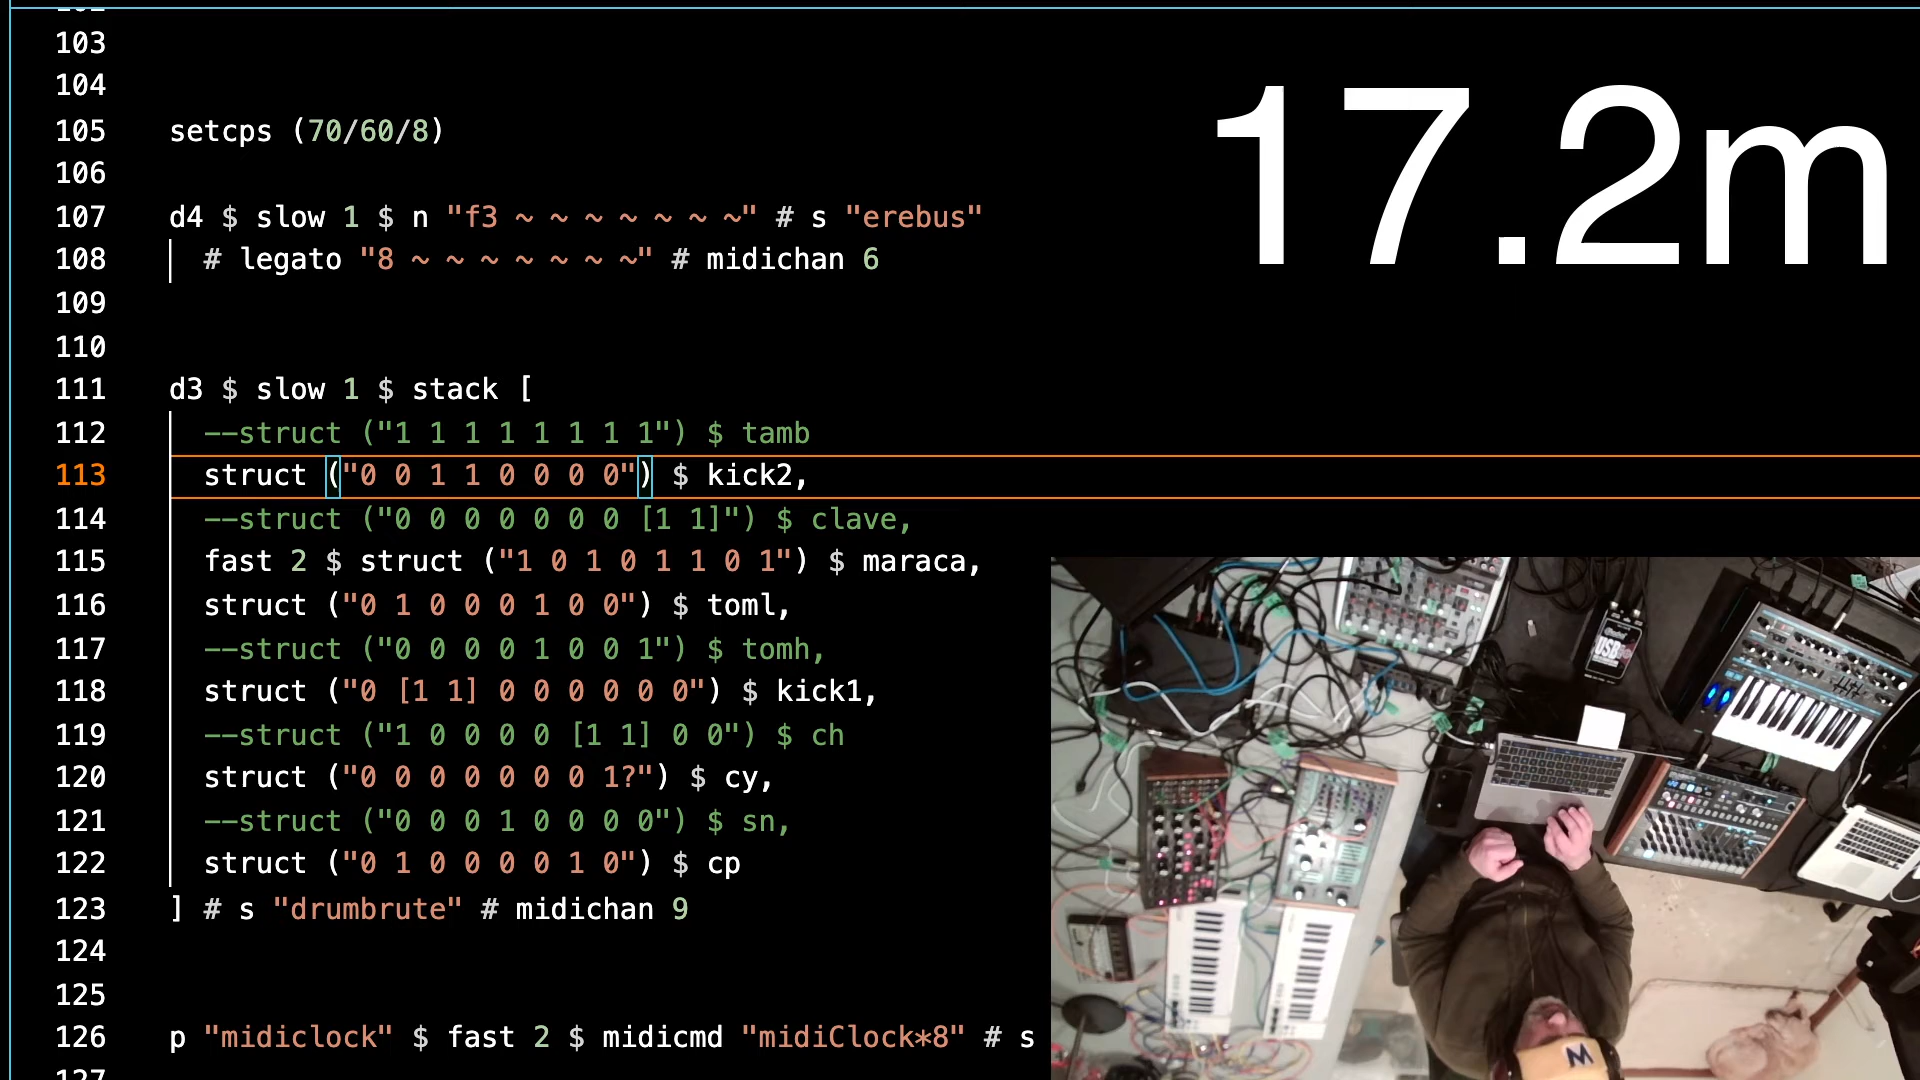 103
104
105 setcps (70/60/8)
106
107 d4 $ slow 1 $ n "f3 ~ ~ ~ ~ ~ ~ ~" # s "erebus"
108 # legato "8 ~ ~ ~ ~ ~ ~ ~" # midichan 6
109
110
111 d3 $ slow 1 $ stack [
112 --struct ("1 1 1 1 1 1 1 1") $ tamb
113 struct ("0 0 1 1 0 0 0 0") $ kick2,
114 --struct ("0 0 0 0 0 0 0 [1 1]") $ clave,
115 fast 2 $ struct ("1 0 1 0 1 1 0 1") $ maraca,
116 struct ("0 1 0 0 0 1 0 0") $ toml,
117 --struct ("0 0 0 0 1 0 0 1") $ tomh,
118 struct ("0 [1 1] 0 0 0 0 0 0") $ kick1,
119 --struct ("1 0 0 0 0 [1 1] 0 0") $ ch
120 struct ("0 0 0 0 0 0 0 1?") $ cy,
121 --struct ("0 0 0 1 0 0 0 0") $ sn,
122 struct ("0 1 0 0 0 0 1 0") $ cp
123 ] # s "drumbrute" # midichan 9
124
125
126 p "midiclock" $ fast 2 $ midicmd "midiClock*8" # s
127
17.2m
USB
M